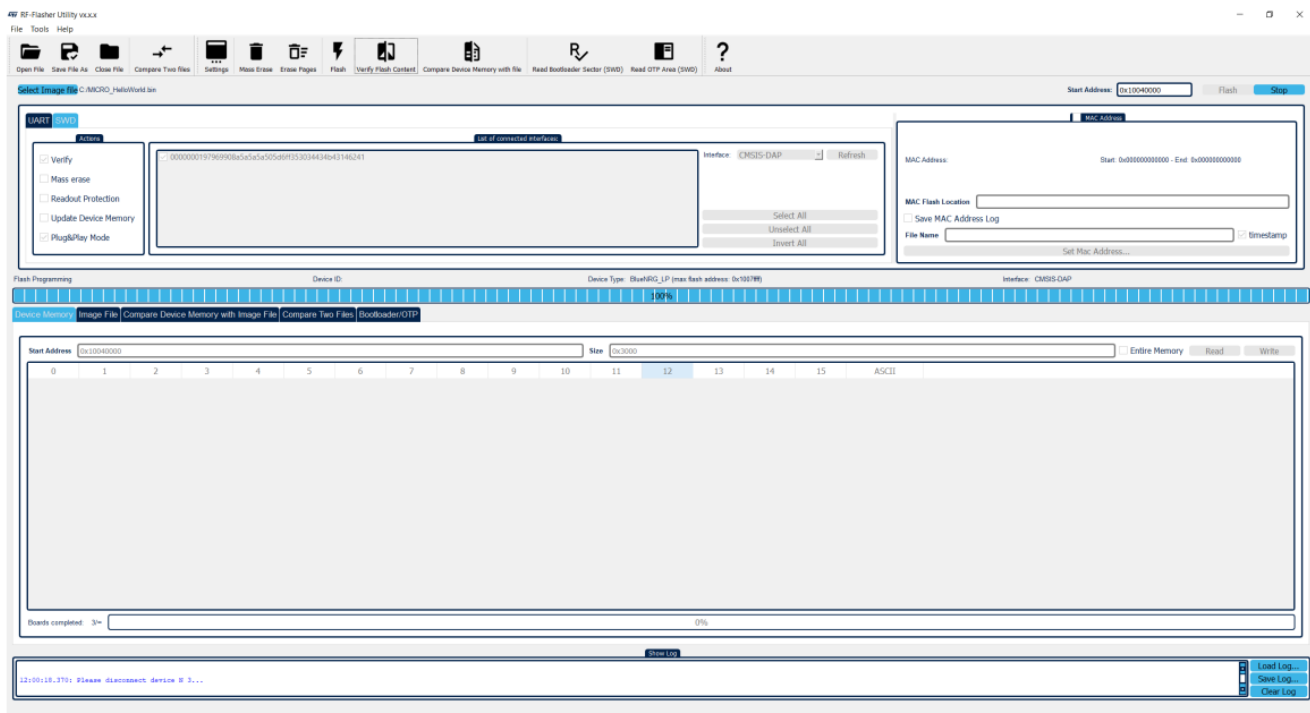 RF-Flasher Utility vx.x.x
File Tools Help
Open File Save File As Close File Compare Two files Settings Mass Erase Erase Pages Flash Verify Flash Content Compare Device Memory with file Read Bootloader Sector (SWD) Read OTP Area (SWD) About
Select Image file C:/MICRO_HelloWorld.bin Start Address: 0x10040000 Flash Stop
UART SWD MAC Address
Actions List of connected interfaces:
Verify Interface: CMSIS-DAP Refresh MAC Address: Start: 0x000000000000 - End: 0x000000000000
Mass erase
Readout Protection MAC Flash Location
Update Device Memory Select All Save MAC Address Log
Plug&Play Mode Unselect All File Name timestamp
Invert All Set Mac Address...
Flash Programming Device ID: Device Type: BlueNRG_LP (max flash address: 0x1007ffff) Interface: CMSIS-DAP
100%
Device Memory Image File Compare Device Memory with Image File Compare Two Files Bootloader/OTP
Start Address 0x10040000 Size 0x3000 Entire Memory Read Write
0 1 2 3 4 5 6 7 8 9 10 11 12 13 14 15 ASCII
Boards completed: 3/∞ 0%
Show Log
12:00:18.370: Please disconnect device N 3...
Load Log...
Save Log...
Clear Log